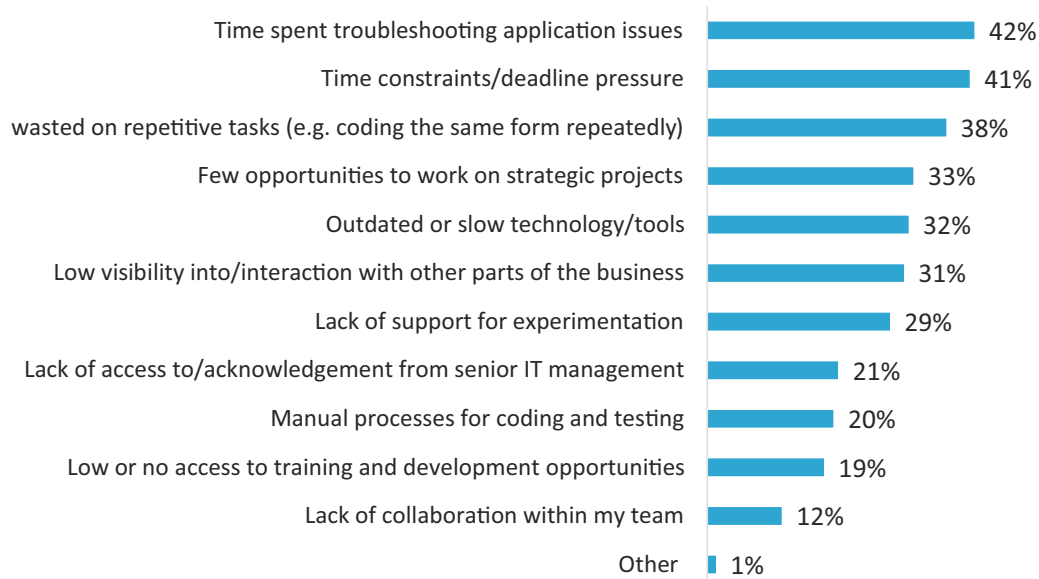 Time spent troubleshooting application issues 42%
Time constraints/deadline pressure 41%
wasted on repetitive tasks (e.g. coding the same form repeatedly) 38%
Few opportunities to work on strategic projects 33%
Outdated or slow technology/tools 32%
Low visibility into/interaction with other parts of the business 31%
Lack of support for experimentation 29%
Lack of access to/acknowledgement from senior IT management 21%
Manual processes for coding and testing 20%
Low or no access to training and development opportunities 19%
Lack of collaboration within my team 12%
Other 1%